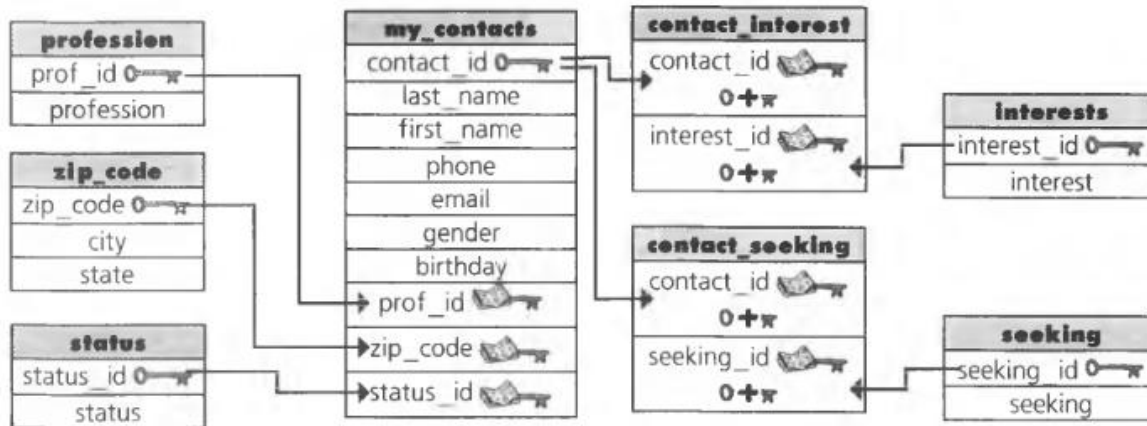 profession
prof_id
profession
zip_code
zip_code
city
state
status
status_id
status
my_contacts
contact_id
last_name
first_name
phone
email
gender
birthday
prof_id
zip_code
status_id
contact_interest
contact_id
interest_id
contact_seeking
contact_id
seeking_id
interests
interest_id
interest
seeking
seeking_id
seeking